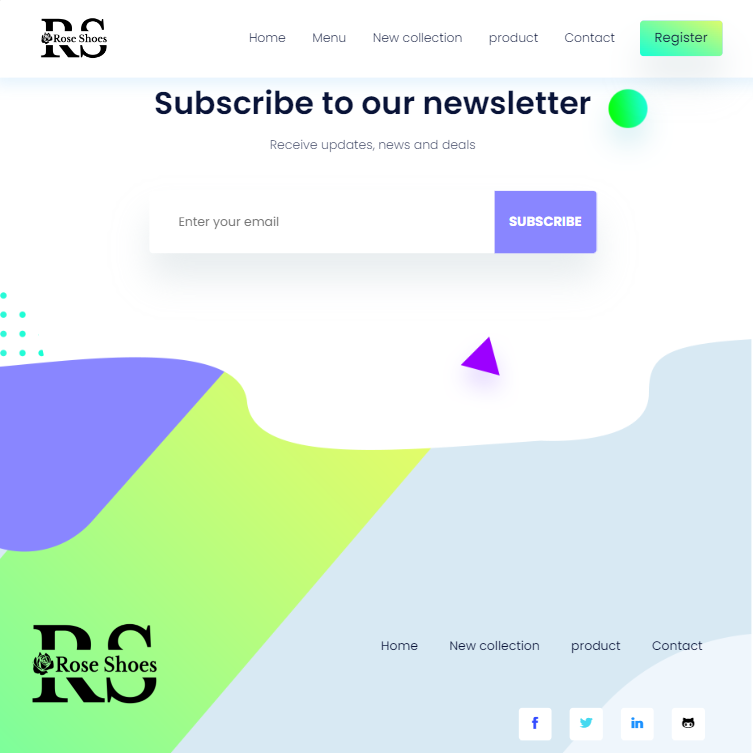 RS
Rose Shoes
Home Menu New collection product Contact Register
Subscribe to our newsletter
Receive updates, news and deals
Enter your email SUBSCRIBE
RS
Rose Shoes
Home New collection product Contact
f in